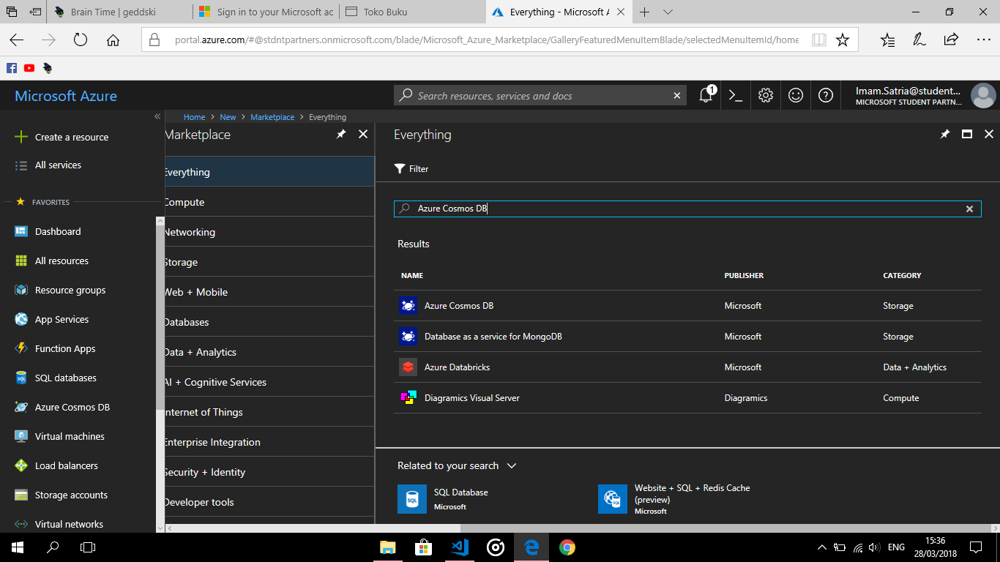 Brain Time | geddski
Sign in to your Microsoft ac
Toko Buku
Everything - Microsoft A
portal.azure.com/#@stdntpartners.onmicrosoft.com/blade/Microsoft_Azure_Marketplace/GalleryFeaturedMenuItemBlade/selectedMenuItemId/home
Microsoft Azure
Search resources, services and docs
1
Imam.Satria@student...
MICROSOFT STUDENT PARTN...
Home > New > Marketplace > Everything
Create a resource
All services
FAVORITES
Dashboard
All resources
Resource groups
App Services
Function Apps
SQL databases
Azure Cosmos DB
Virtual machines
Load balancers
Storage accounts
Virtual networks
Marketplace
Everything
Compute
Networking
Storage
Web + Mobile
Databases
Data + Analytics
AI + Cognitive Services
Internet of Things
Enterprise Integration
Security + Identity
Developer tools
Everything
Filter
Azure Cosmos DB
Results
NAME PUBLISHER CATEGORY
Azure Cosmos DB Microsoft Storage
Database as a service for MongoDB Microsoft Storage
Azure Databricks Microsoft Data + Analytics
Diagramics Visual Server Diagramics Compute
Related to your search
SQL Database
Microsoft
Website + SQL + Redis Cache
(preview)
Microsoft
ENG
15:36
28/03/2018